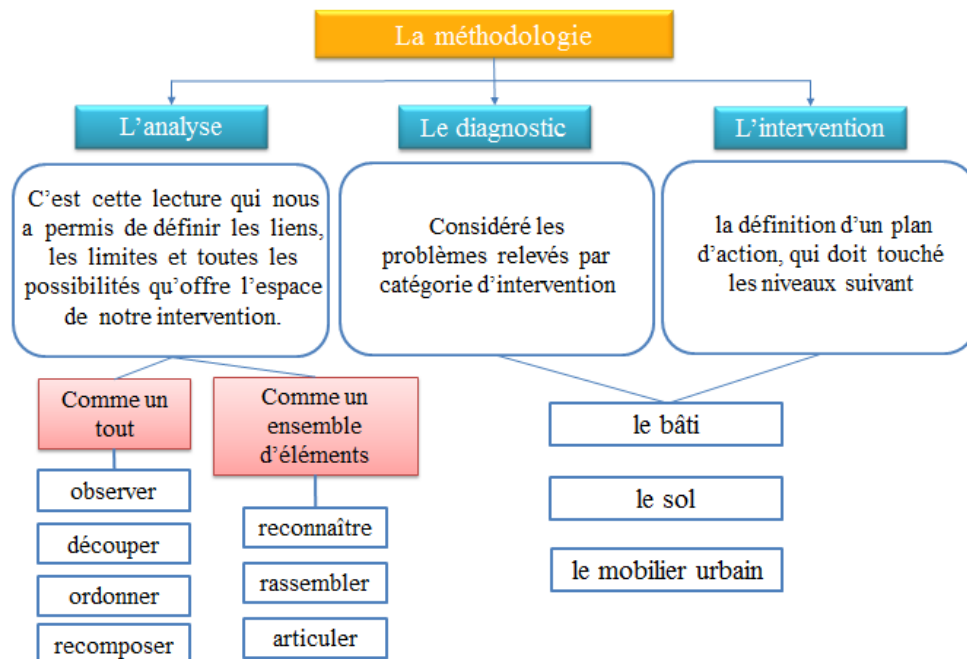 La méthodologie
L’analyse
Le diagnostic
L’intervention
C’est cette lecture qui nous
a permis de définir les liens,
les limites et toutes les
possibilités qu’offre l’espace
de notre intervention.
Considéré les
problèmes relevés par
catégorie d’intervention
la définition d’un plan
d’action, qui doit touché
les niveaux suivant
Comme un
tout
observer
découper
ordonner
recomposer
Comme un
ensemble
d’éléments
reconnaître
rassembler
articuler
le bâti
le sol
le mobilier urbain